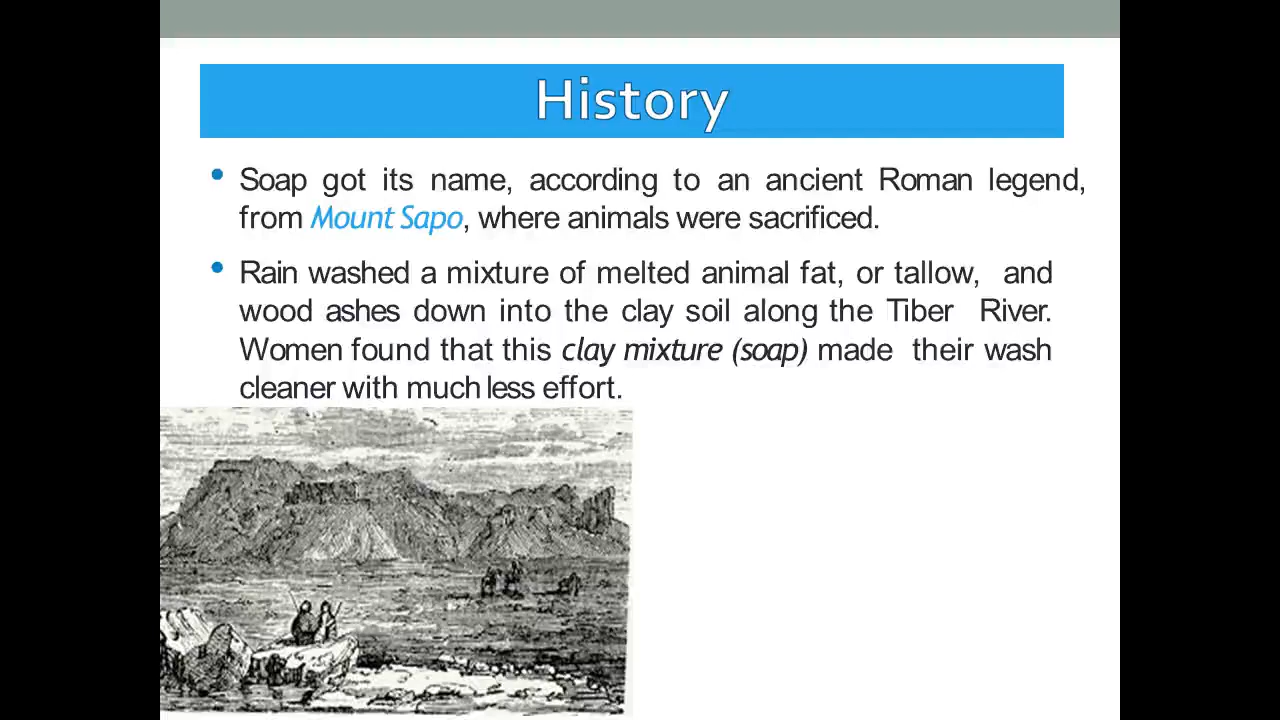 History
• Soap got its name, according to an ancient Roman legend,
from Mount Sapo, where animals were sacrificed.
• Rain washed a mixture of melted animal fat, or tallow, and
wood ashes down into the clay soil along the Tiber River.
Women found that this clay mixture (soap) made their wash
cleaner with much less effort.